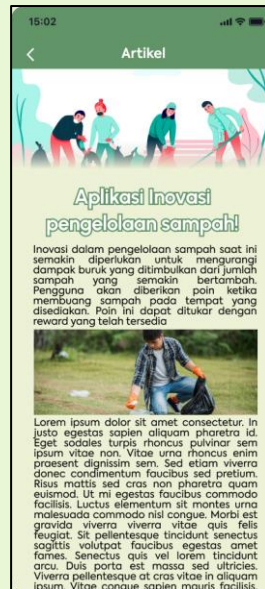 15:02
Artikel
Aplikasi Inovasi
pengelolaan sampah!
Inovasi dalam pengelolaan sampah saat ini
semakin diperlukan untuk mengurangi
dampak buruk yang ditimbulkan dari jumlah
sampah yang semakin bertambah.
Pengguna akan diberikan poin ketika
membuang sampah pada tempat yang
disediakan. Poin ini dapat ditukar dengan
reward yang telah tersedia
Lorem ipsum dolor sit amet consectetur. In
justo egestas sapien aliquam pharetra id.
Eget sodales turpis rhoncus pulvinar sem
ipsum vitae non. Vitae urna rhoncus enim
praesent dignissim sem. Sed etiam viverra
donec condimentum faucibus sed pretium.
Risus mattis sed cras non pharetra quam
euismod. Ut mi egestas faucibus commodo
facilisis. Luctus elementum sit montes urna
malesuada commodo nisl congue. Morbi est
gravida viverra viverra vitae quis felis
feugiat. Sit pellentesque tincidunt senectus
sagittis volutpat faucibus egestas amet
fames. Senectus quis vel lorem tincidunt
arcu. Duis porta est massa sed ultricies.
Viverra pellentesque at cras vitae in aliquam
ipsum. Vitae congue sapien mauris facilisis.